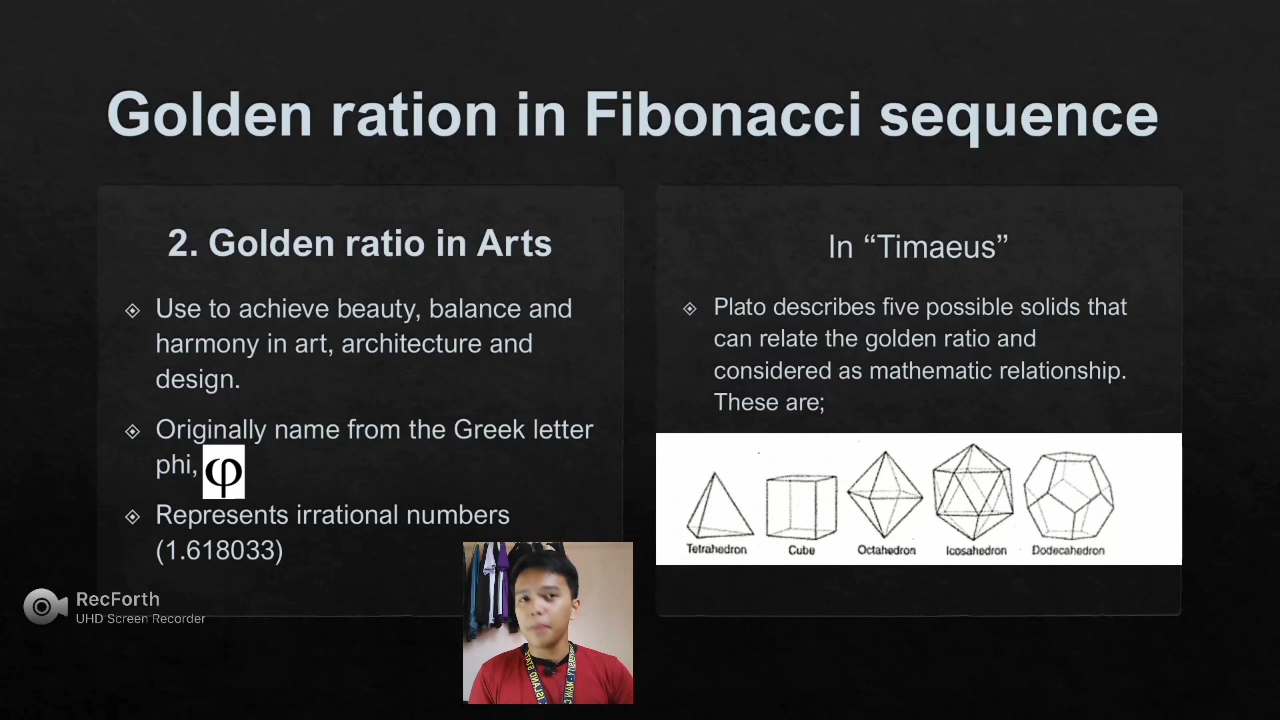 Golden ration in Fibonacci sequence
2. Golden ratio in Arts
Use to achieve beauty, balance and
harmony in art, architecture and
design.
Originally name from the Greek letter
phi, φ
Represents irrational numbers
(1.618033)
In “Timaeus”
Plato describes five possible solids that
can relate the golden ratio and
considered as mathematic relationship.
These are;
Tetrahedron Cube Octahedron Icosahedron Dodecahedron
RecForth
UHD Screen Recorder